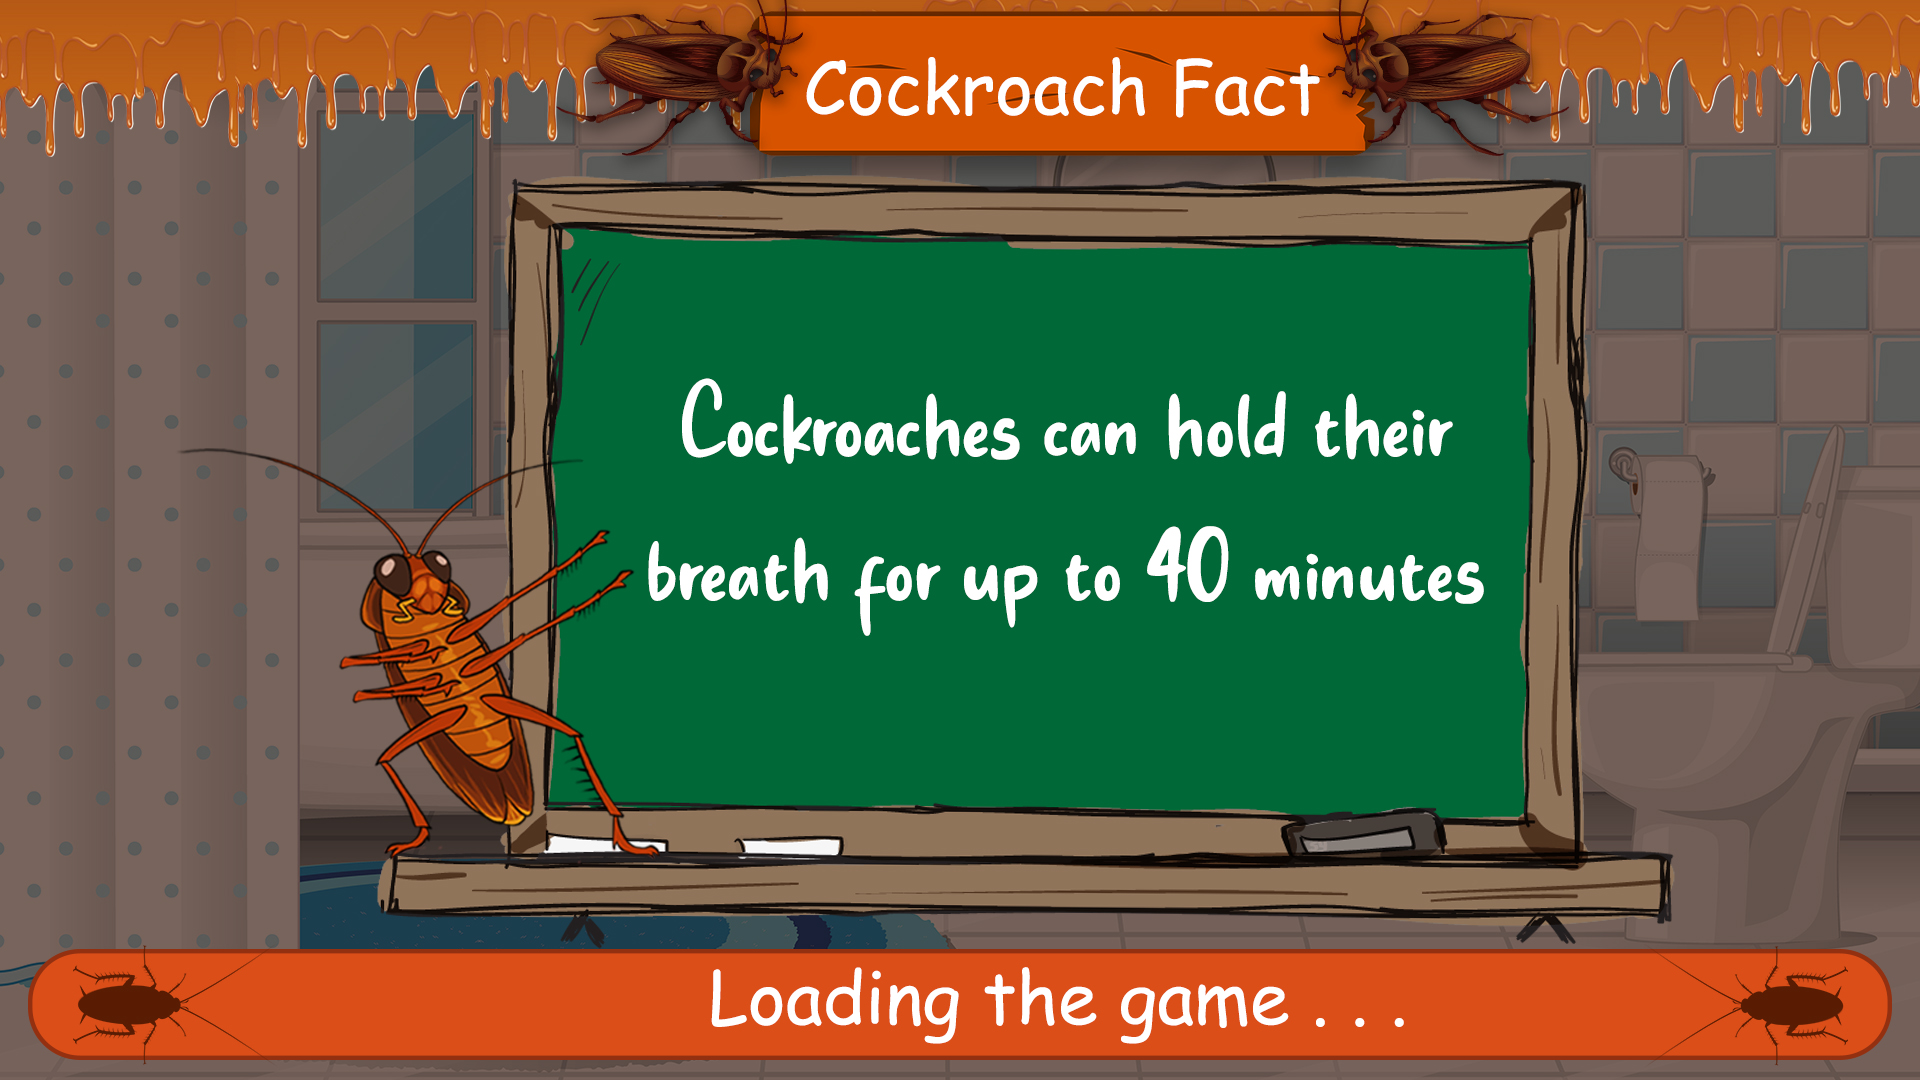 Cockroach Fact
Cockroaches can hold their
breath for up to 40 minutes
Loading the game . . .